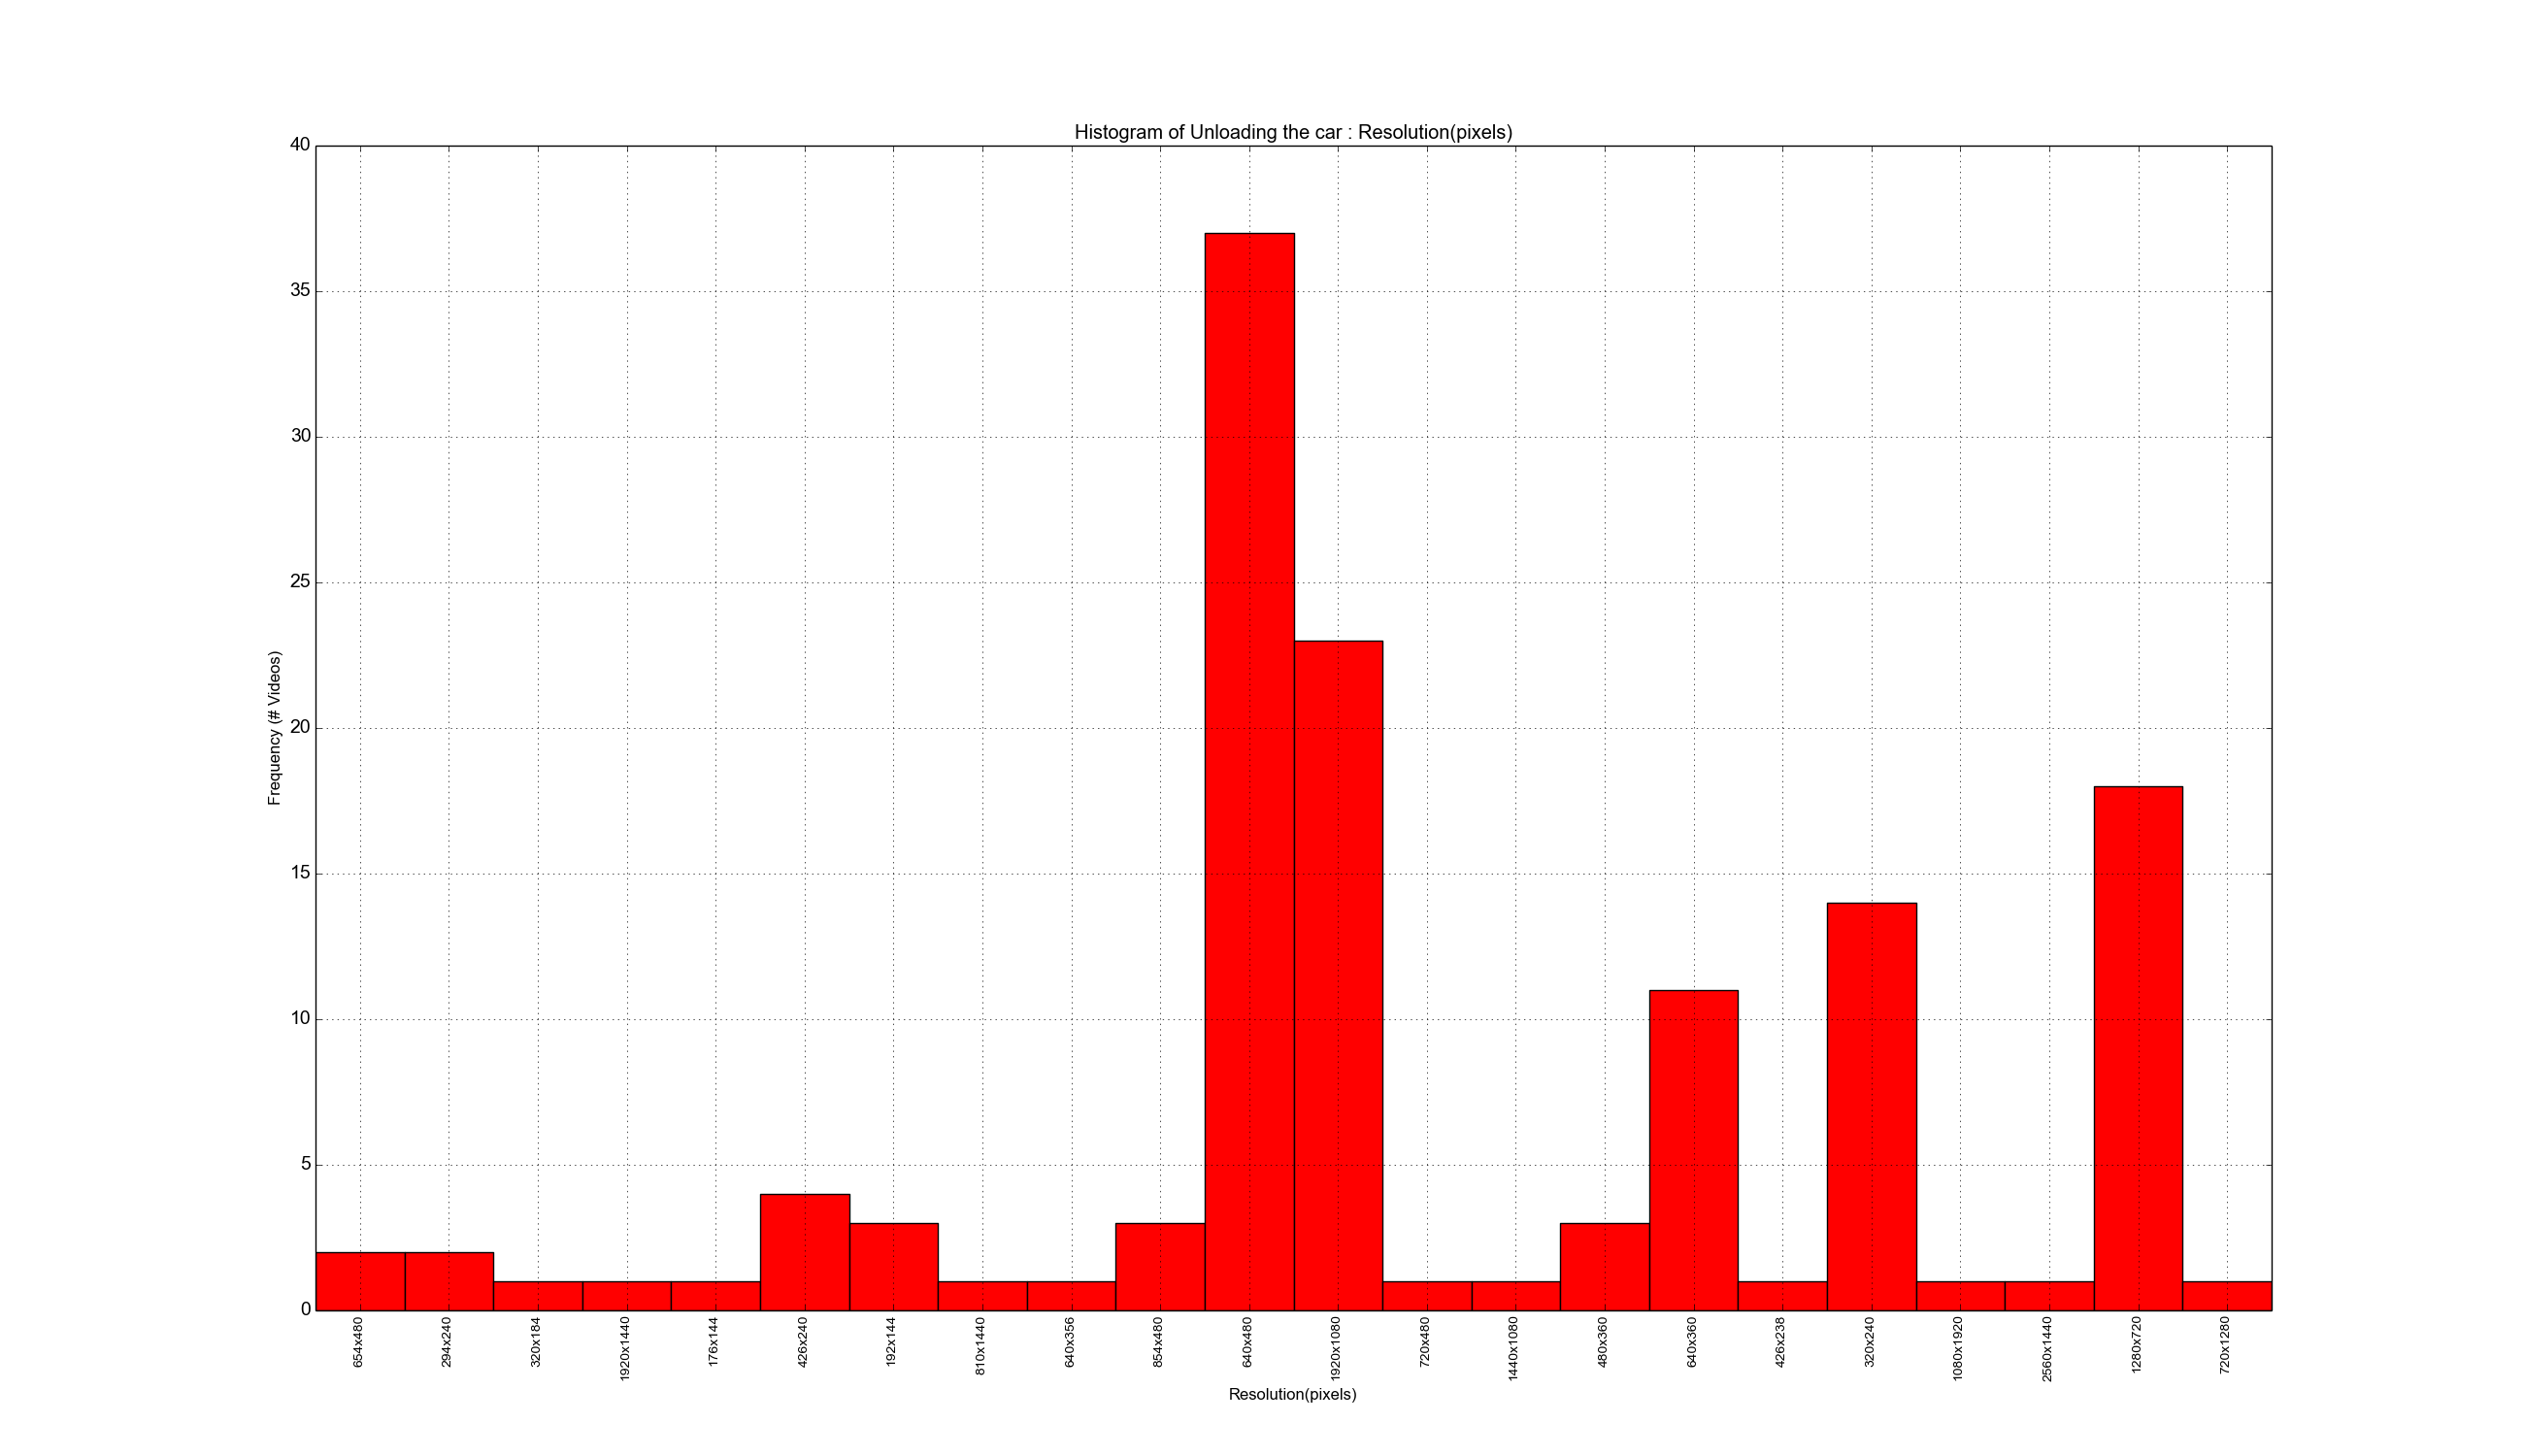 Histogram of Unloading the car : Resolution(pixels)
40
35
30
25
20
15
10
5
0
Frequency (# Videos)
654x480
294x240
320x184
1920x1440
176x144
426x240
192x144
810x1440
640x356
854x480
640x480
1920x1080
720x480
1440x1080
480x360
640x360
426x238
320x240
1080x1920
2560x1440
1280x720
720x1280
Resolution(pixels)